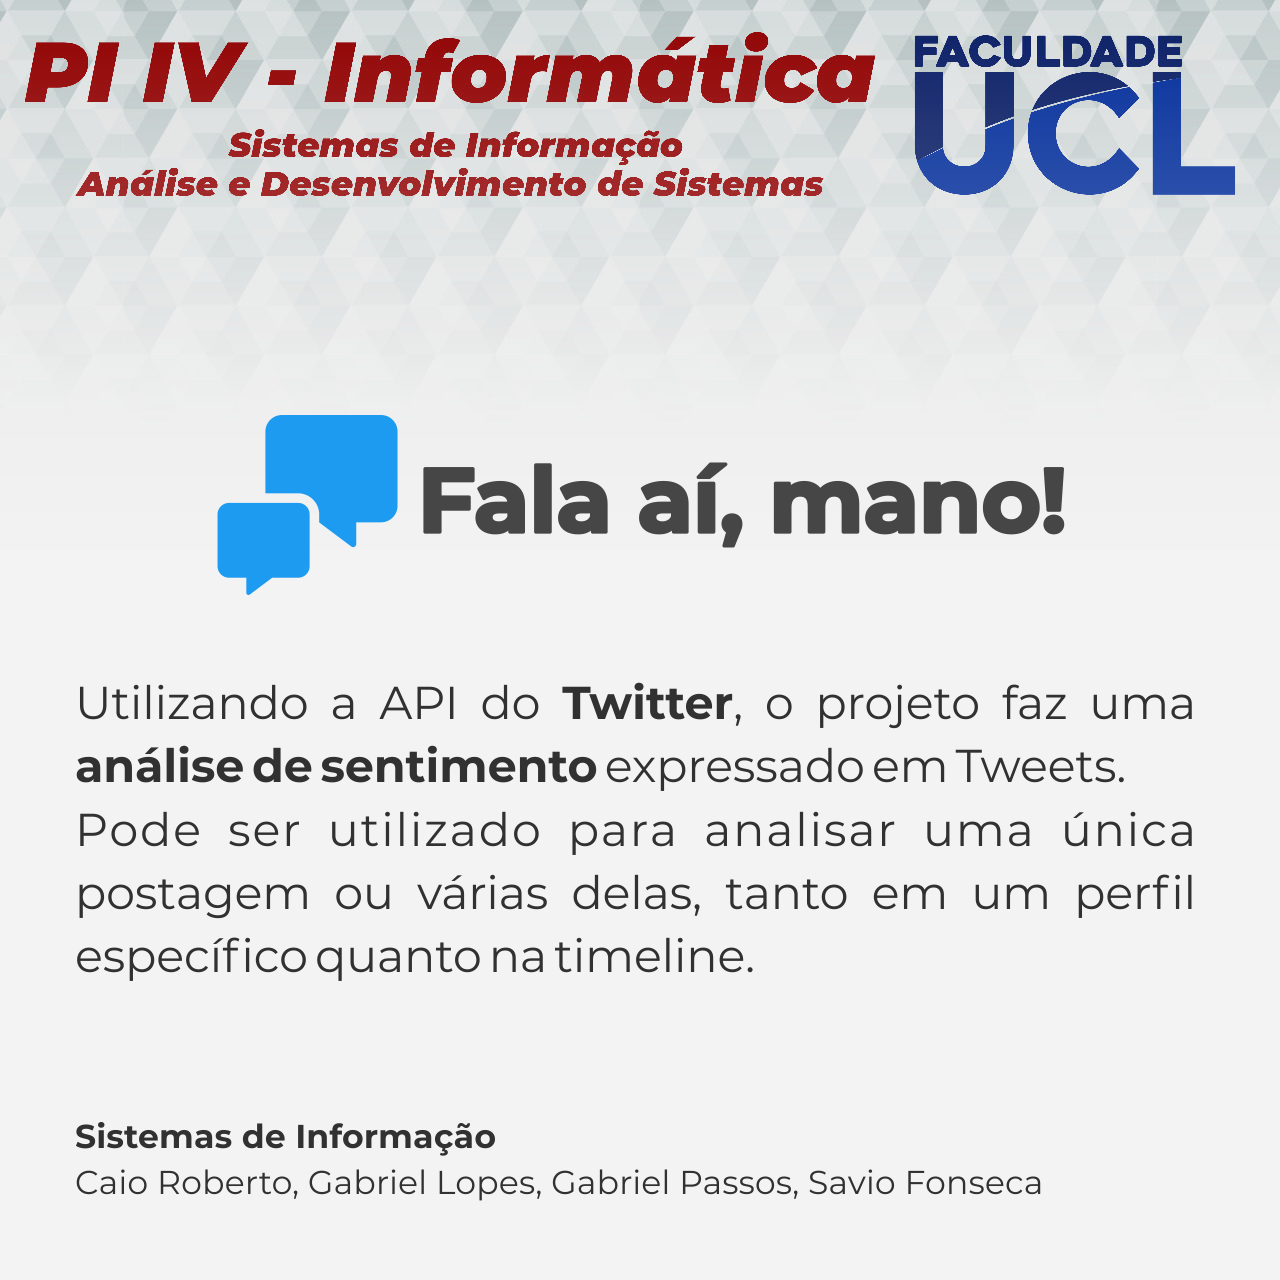 PI IV - Informática
Sistemas de Informação
Análise e Desenvolvimento de Sistemas
FACULDADE
UCL
Fala aí, mano!
Utilizando a API do Twitter, o projeto faz uma
análise de sentimento expressado em Tweets.
Pode ser utilizado para analisar uma única
postagem ou várias delas, tanto em um perfil
específico quanto na timeline.
Sistemas de Informação
Caio Roberto, Gabriel Lopes, Gabriel Passos, Savio Fonseca